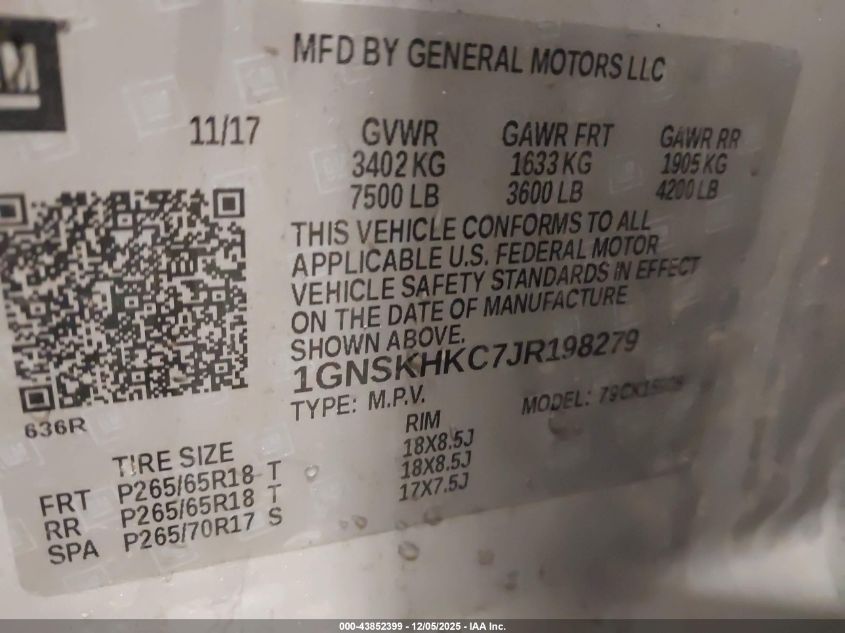 GM
MFD BY GENERAL MOTORS LLC
11/17 GVWR GAWR FRT GAWR RR
3402 KG 1633 KG 1905 KG
7500 LB 3600 LB 4200 LB
THIS VEHICLE CONFORMS TO ALL
APPLICABLE U.S. FEDERAL MOTOR
VEHICLE SAFETY STANDARDS IN EFFECT
ON THE DATE OF MANUFACTURE
SHOWN ABOVE.
1GNSKHKC7JR198279
TYPE: M.P.V. MODEL:
636R
TIRE SIZE RIM
FRT P265/65R18 T 18X8.5J
RR P265/65R18 T 18X8.5J
SPA P265/70R17 S 17X7.5J
000-43852399 - 12/05/2025 - IAA Inc.